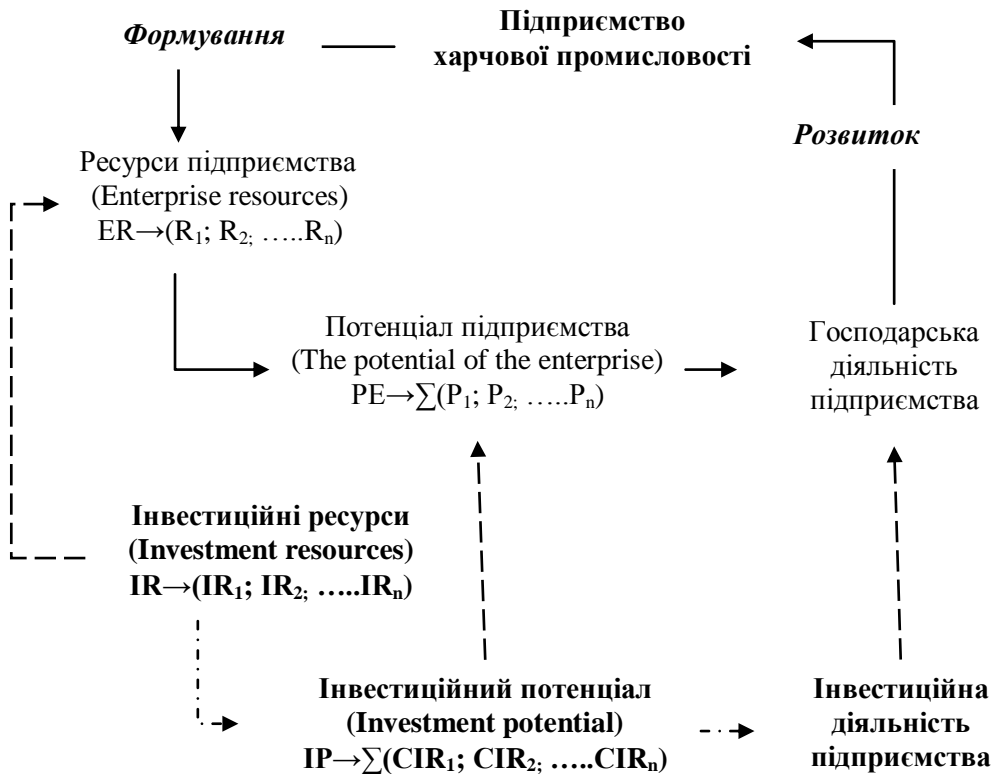 Формування
Підприємство
харчової промисловості
Розвиток
Ресурси підприємства
(Enterprise resources)
ER→(R₁; R₂; …..Rₙ)
Потенціал підприємства
(The potential of the enterprise)
PE→∑(P₁; P₂; …..Pₙ)
Господарська
діяльність
підприємства
Інвестиційні ресурси
(Investment resources)
IR→(IR₁; IR₂; …..IRₙ)
Інвестиційний потенціал
(Investment potential)
IP→∑(CIR₁; CIR₂; …..CIRₙ)
Інвестиційна
діяльність
підприємства